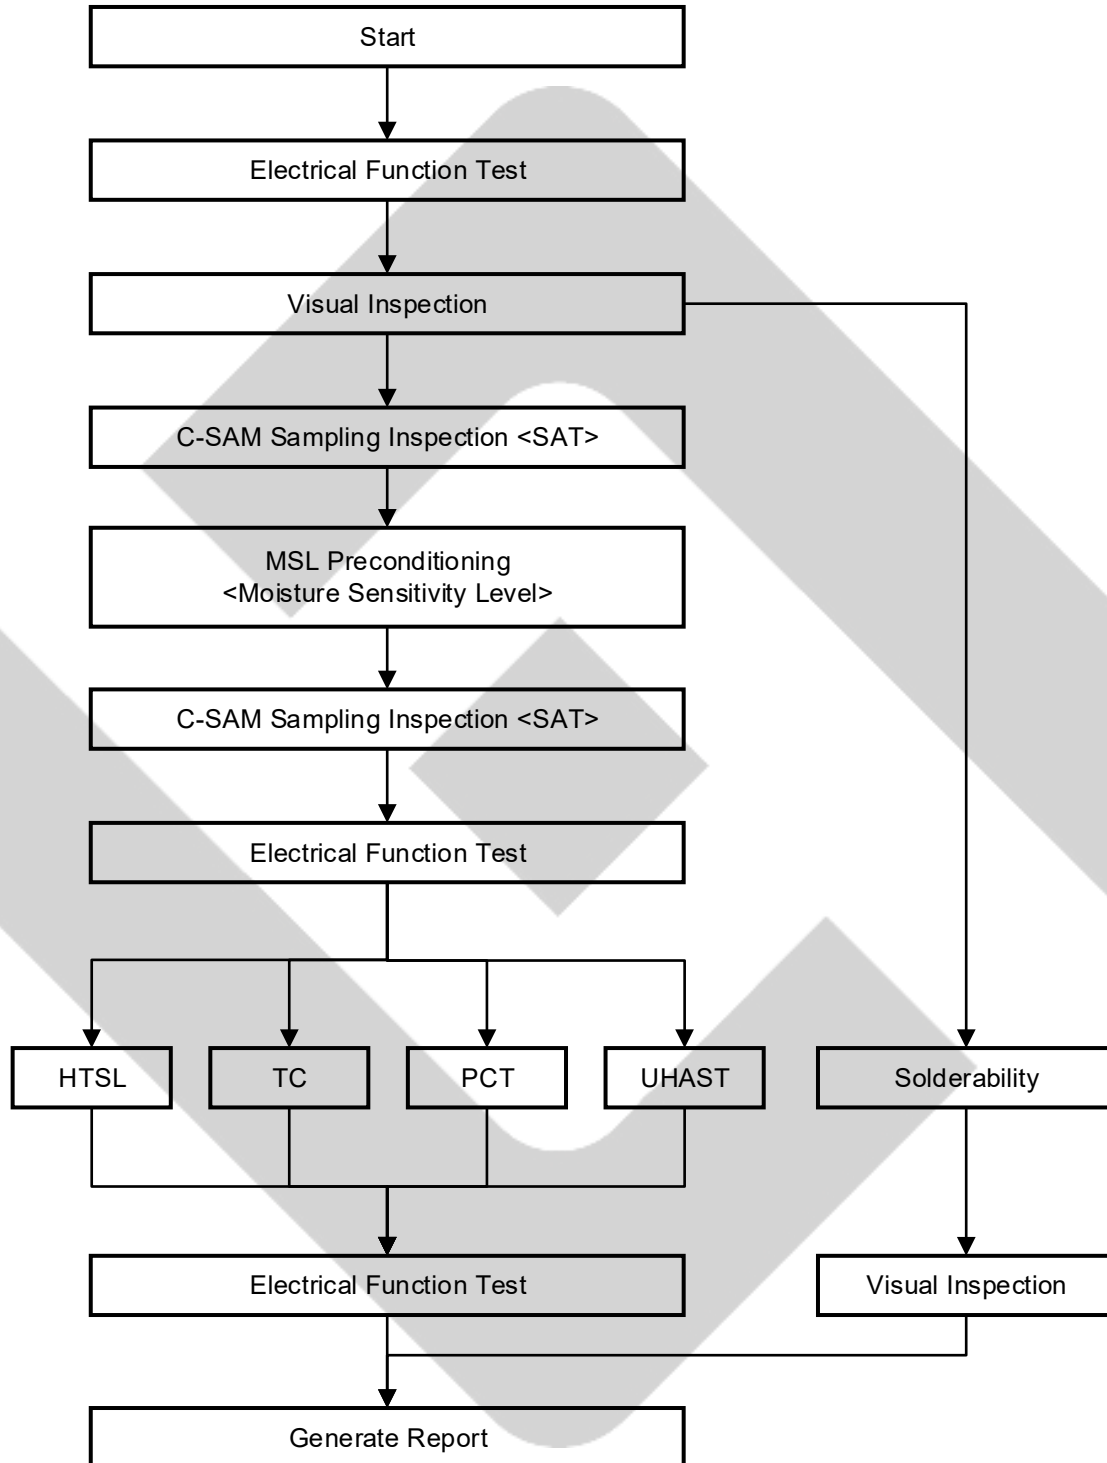 Start
Electrical Function Test
Visual Inspection
C-SAM Sampling Inspection <SAT>
MSL Preconditioning
<Moisture Sensitivity Level>
C-SAM Sampling Inspection <SAT>
Electrical Function Test
HTSL
TC
PCT
UHAST
Solderability
Electrical Function Test
Visual Inspection
Generate Report